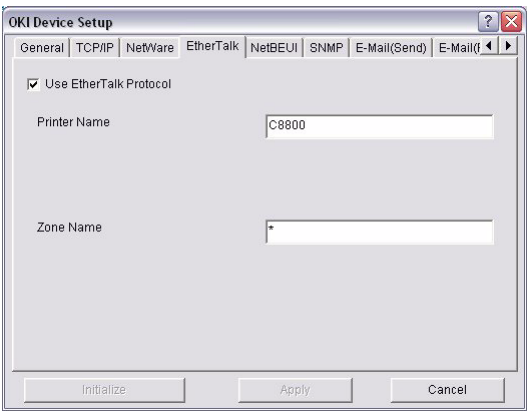 OKI Device Setup
General TCP/IP NetWare EtherTalk NetBEUI SNMP E-Mail(Send)
Use EtherTalk Protocol
Printer Name C8800
Zone Name *
Initialize Apply Cancel